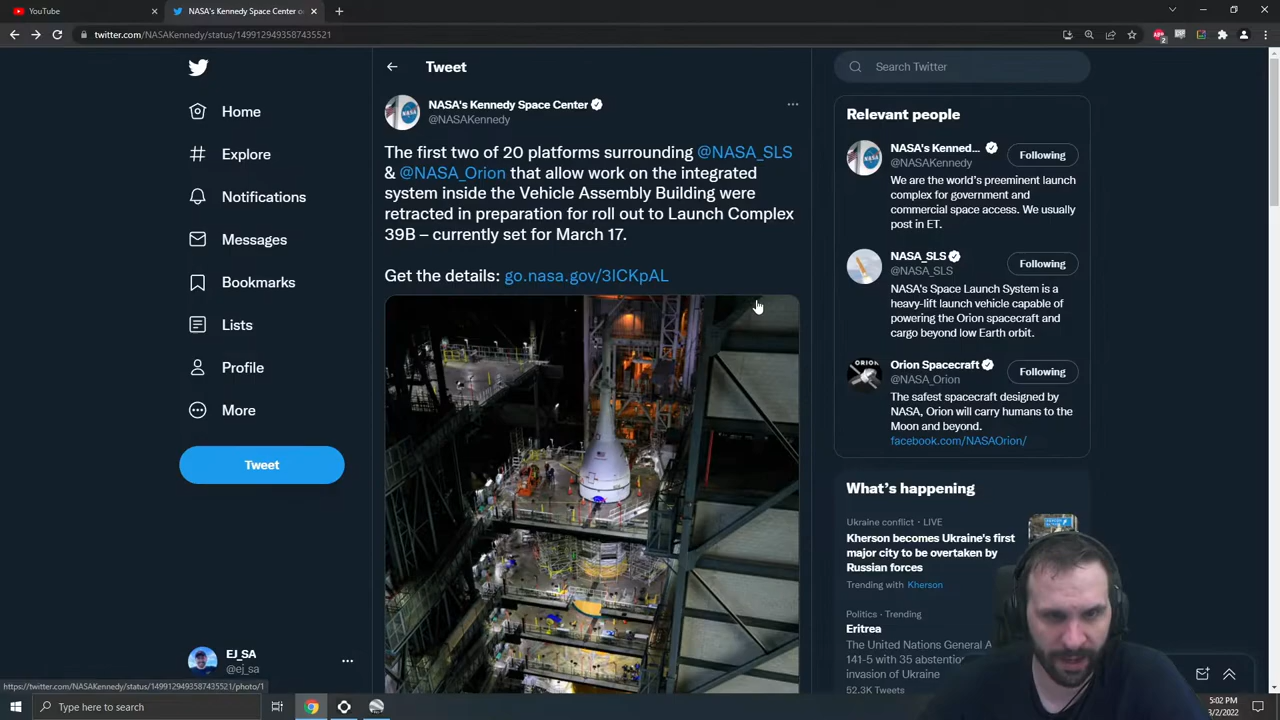 YouTube
NASA's Kennedy Space Center o
twitter.com/NASAKennedy/status/1499129493587435521
Home
Explore
Notifications
Messages
Bookmarks
Lists
Profile
More
Tweet
EJ_SA
@ej_sa
Tweet
NASA's Kennedy Space Center
@NASAKennedy
The first two of 20 platforms surrounding @NASA_SLS
& @NASA_Orion that allow work on the integrated
system inside the Vehicle Assembly Building were
retracted in preparation for roll out to Launch Complex
39B – currently set for March 17.
Get the details: go.nasa.gov/3lCKpAL
Search Twitter
Relevant people
NASA's Kenned...
@NASAKennedy
Following
We are the world's preeminent launch
complex for government and
commercial space access. We usually
post in ET.
NASA_SLS
@NASA_SLS
Following
NASA's Space Launch System is a
heavy-lift launch vehicle capable of
powering the Orion spacecraft and
cargo beyond low Earth orbit.
Orion Spacecraft
@NASA_Orion
Following
The safest spacecraft designed by
NASA, Orion will carry humans to the
Moon and beyond.
facebook.com/NASAOrion/
What's happening
Ukraine conflict · LIVE
Kherson becomes Ukraine's first
major city to be overtaken by
Russian forces
Trending with Kherson
Politics · Trending
Eritrea
The United Nations General A
141-5 with 35 abstentio
invasion of Ukraine
52.3K Tweets
https://twitter.com/NASAKennedy/status/1499129493587435521/photo/1
Type here to search
5:02 PM
3/2/2022